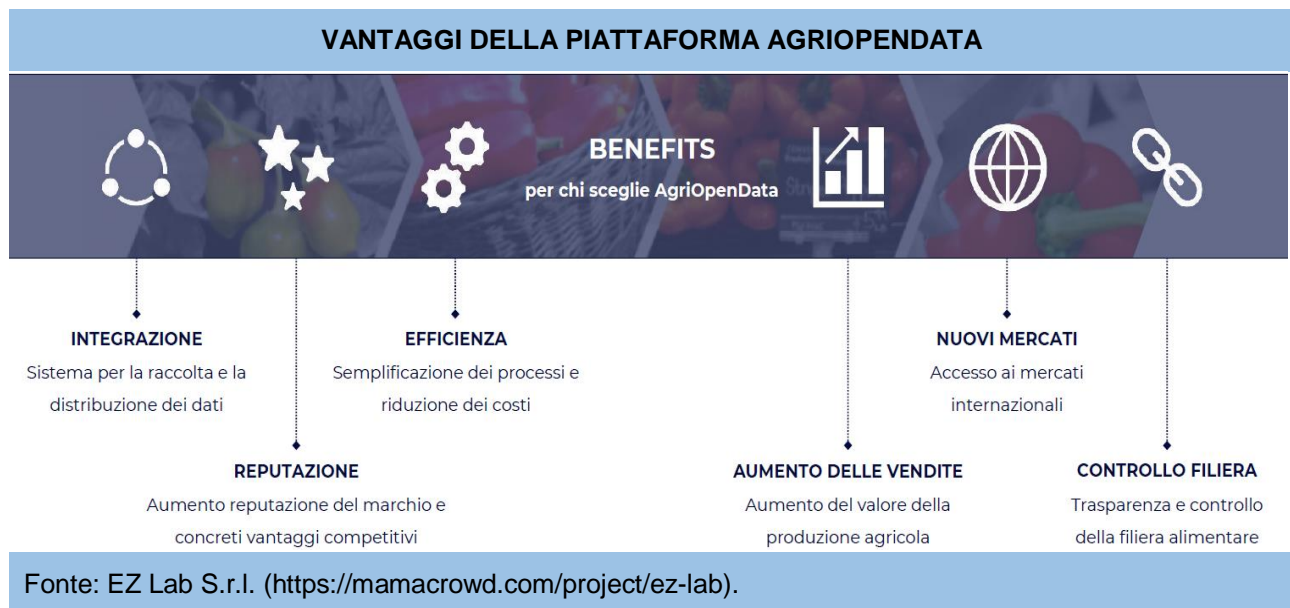 VANTAGGI DELLA PIATTAFORMA AGRIOPENDATA
BENEFITS
per chi sceglie AgriOpenData
INTEGRAZIONE
Sistema per la raccolta e la
distribuzione dei dati
EFFICIENZA
Semplificazione dei processi e
riduzione dei costi
NUOVI MERCATI
Accesso ai mercati
internazionali
REPUTAZIONE
Aumento reputazione del marchio e
concreti vantaggi competitivi
AUMENTO DELLE VENDITE
Aumento del valore della
produzione agricola
CONTROLLO FILIERA
Trasparenza e controllo
della filiera alimentare
Fonte: EZ Lab S.r.l. (https://mamacrowd.com/project/ez-lab).